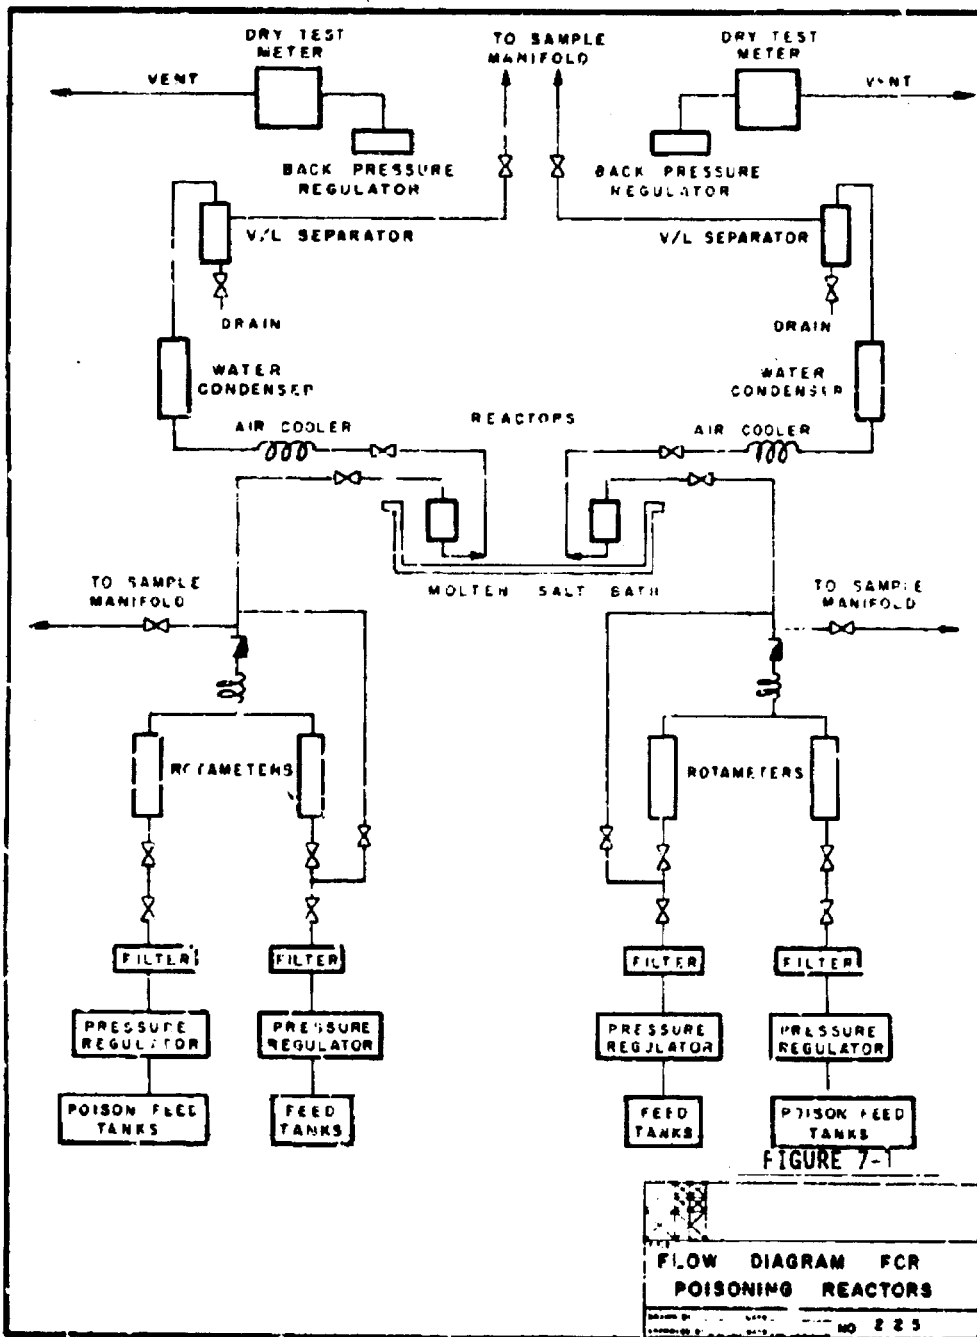 DRY TEST
METER
TO SAMPLE
MANIFOLD
DRY TEST
METER
VENT
VENT
BACK PRESSURE
REGULATOR
BACK PRESSURE
REGULATOR
V/L SEPARATOR
V/L SEPARATOR
DRAIN
DRAIN
WATER
CONDENSER
WATER
CONDENSER
REACTORS
AIR COOLER
AIR COOLER
MOLTEN SALT BATH
TO SAMPLE
MANIFOLD
TO SAMPLE
MANIFOLD
ROTAMETERS
ROTAMETERS
FILTER
FILTER
FILTER
FILTER
PRESSURE
REGULATOR
PRESSURE
REGULATOR
PRESSURE
REGULATOR
PRESSURE
REGULATOR
POISON FEED
TANKS
FEED
TANKS
FEED
TANKS
POISON FEED
TANKS
FIGURE 7-1
FLOW DIAGRAM FOR
POISONING REACTORS
NO 225